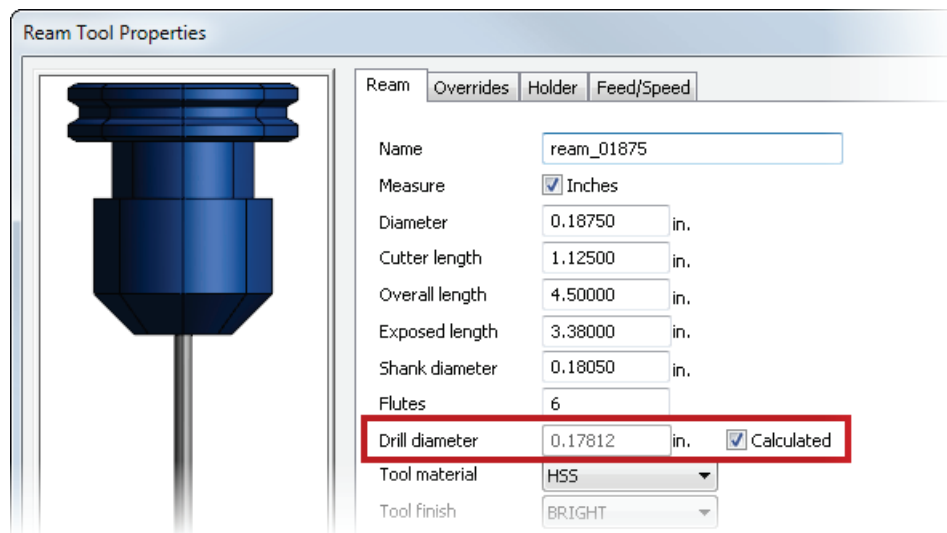 Ream Tool Properties
Ream Overrides Holder Feed/Speed
Name ream_01875
Measure Inches
Diameter 0.18750 in.
Cutter length 1.12500 in.
Overall length 4.50000 in.
Exposed length 3.38000 in.
Shank diameter 0.18050 in.
Flutes 6
Drill diameter 0.17812 in. Calculated
Tool material HSS
Tool finish BRIGHT